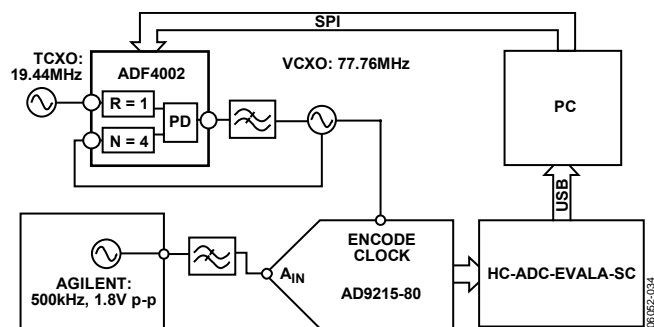 SPI
TCXO:
19.44MHz
ADF4002
VCXO: 77.76MHz
R = 1
PD
N = 4
PC
USB
ENCODE
CLOCK
AIN
AD9215-80
AGILENT:
500kHz, 1.8V p-p
HC-ADC-EVALA-SC
06052-034